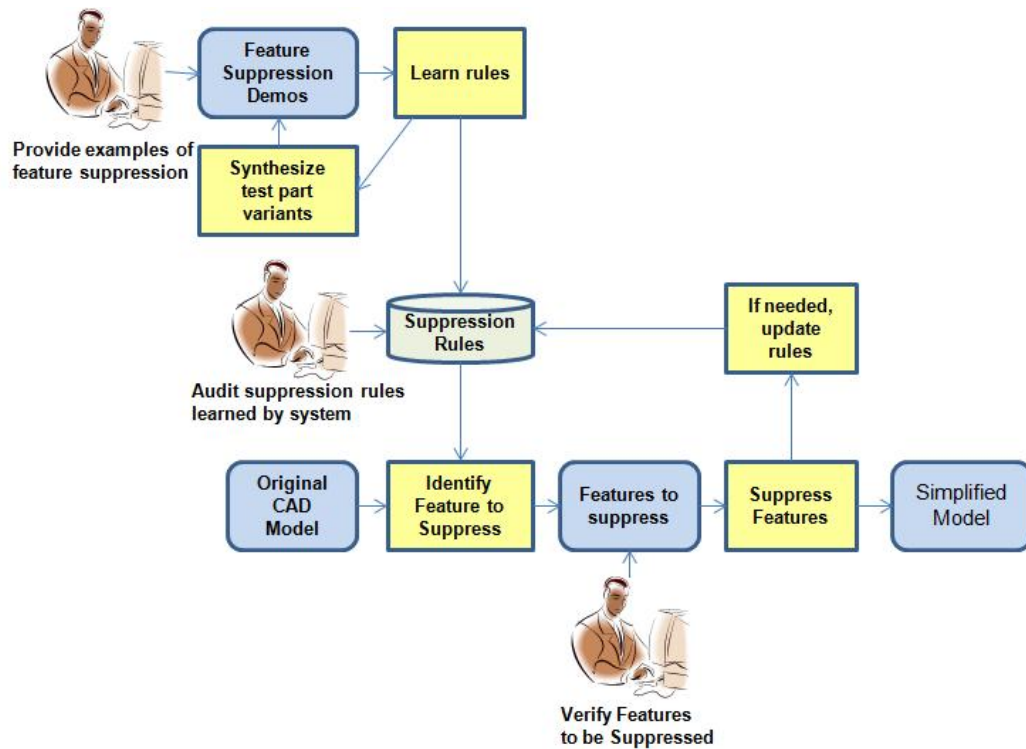 Feature
Suppression
Demos
Learn rules
Provide examples of
feature suppression
Synthesize
test part
variants
Suppression
Rules
If needed,
update
rules
Audit suppression rules
learned by system
Original
CAD
Model
Identify
Feature to
Suppress
Features to
suppress
Suppress
Features
Simplified
Model
Verify Features
to be Suppressed